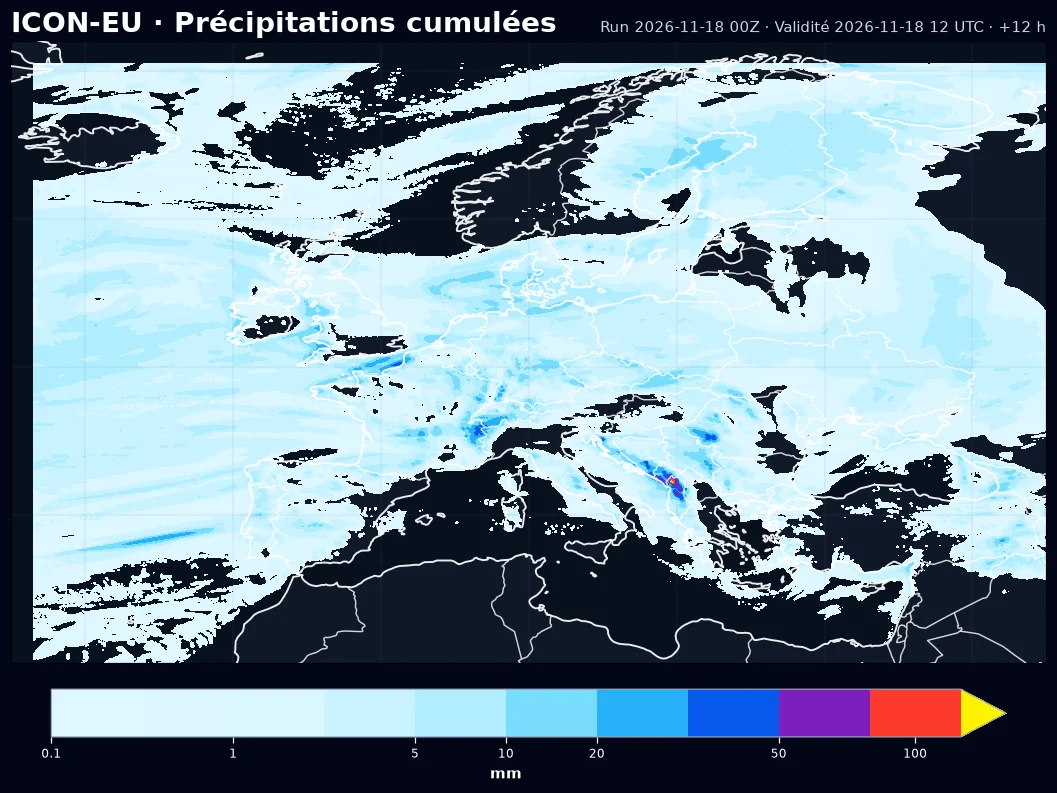 ICON-EU · Précipitations cumulées
Run 2026-11-18 00Z · Validité 2026-11-18 12 UTC · +12 h
0.1 1 5 10 20 50 100
mm